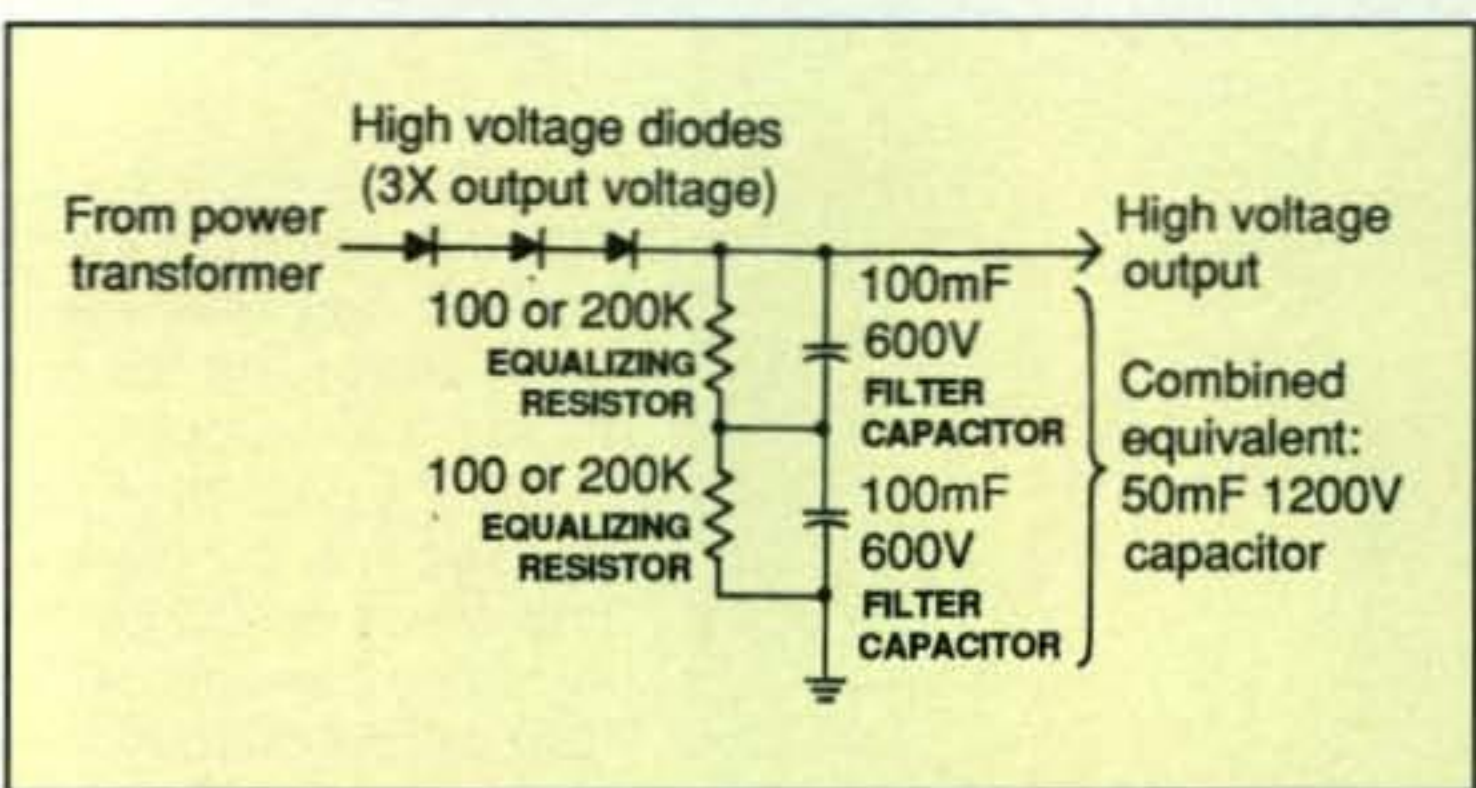 High voltage diodes
(3X output voltage)
From power
transformer
High voltage
output
100 or 200K
EQUALIZING
RESISTOR
100mF
600V
FILTER
CAPACITOR
100 or 200K
EQUALIZING
RESISTOR
100mF
600V
FILTER
CAPACITOR
Combined
equivalent:
50mF 1200V
capacitor